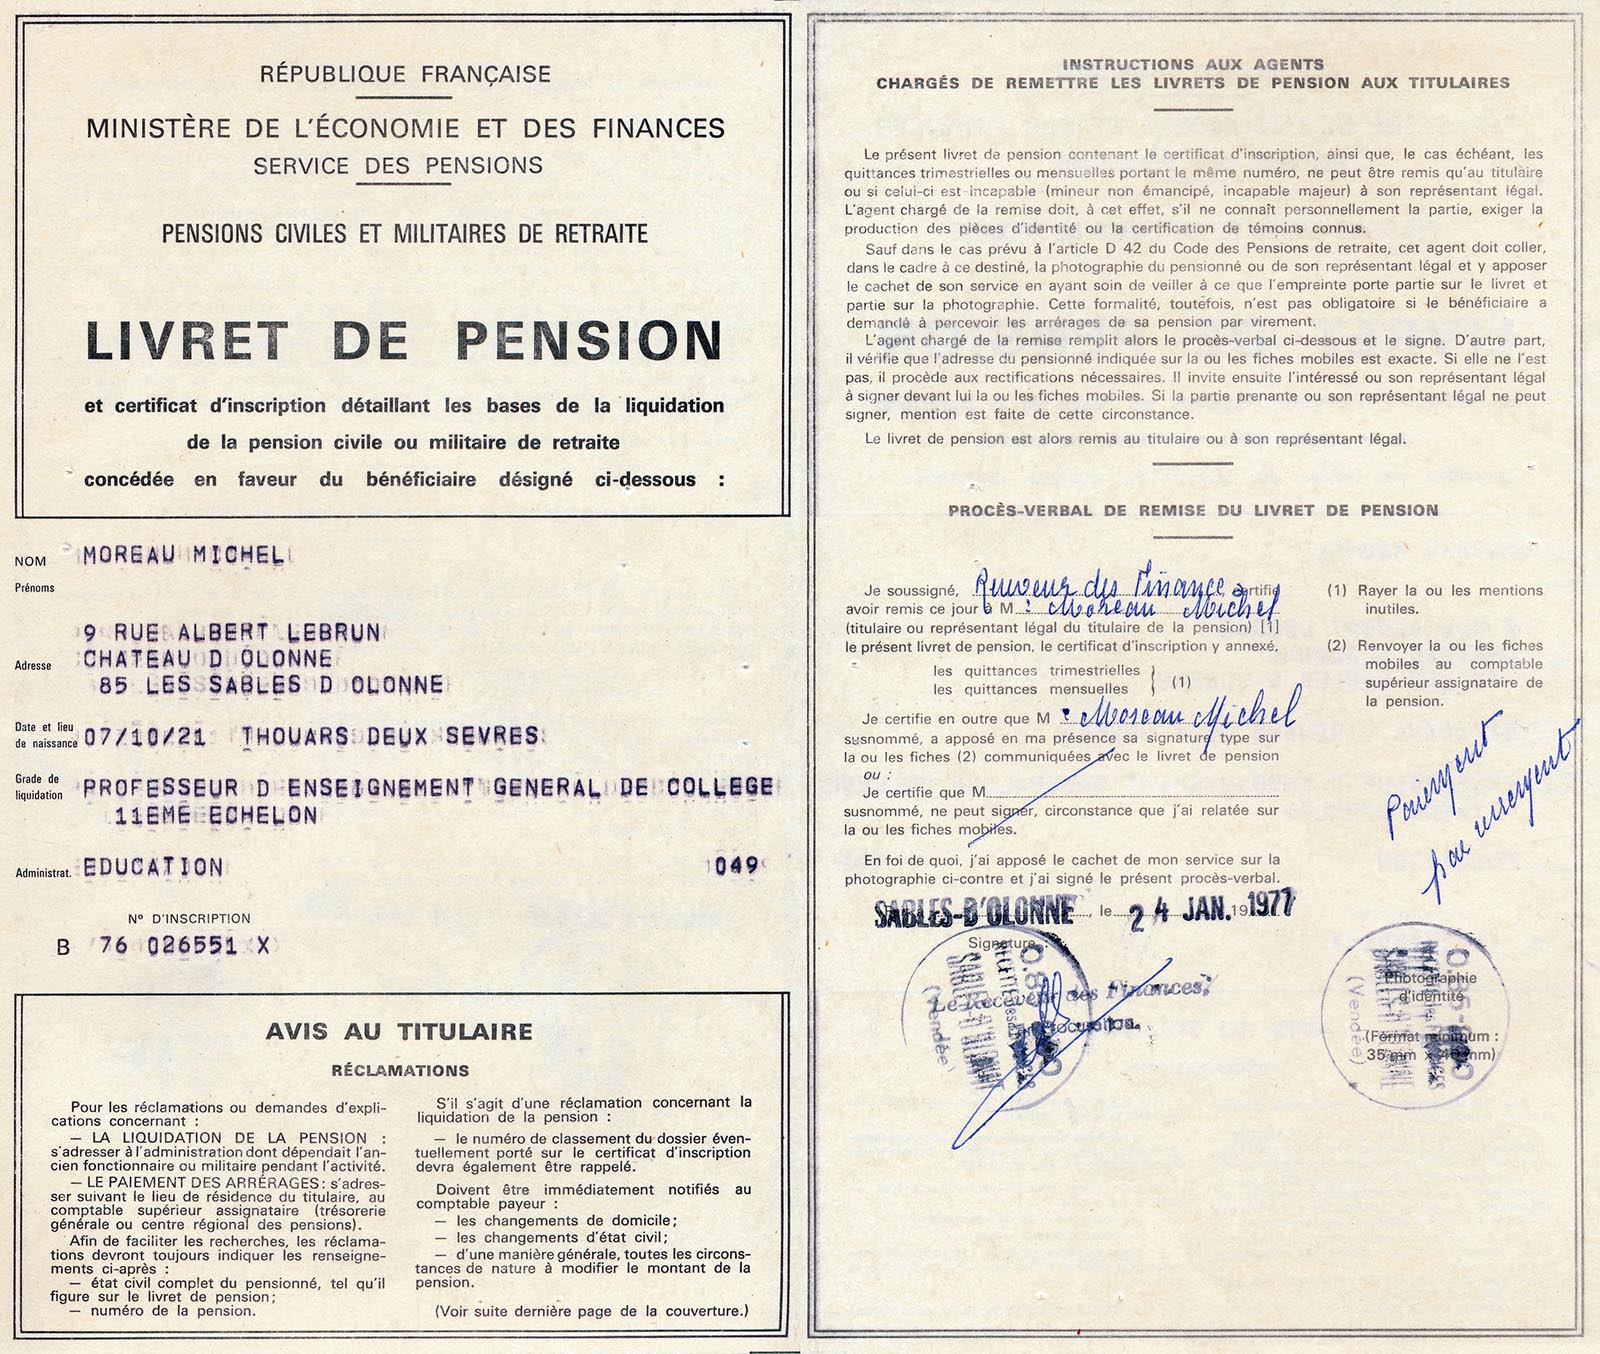 RÉPUBLIQUE FRANÇAISE
MINISTÈRE DE L'ÉCONOMIE ET DES FINANCES
SERVICE DES PENSIONS
PENSIONS CIVILES ET MILITAIRES DE RETRAITE
LIVRET DE PENSION
et certificat d'inscription détaillant les bases de la liquidation
de la pension civile ou militaire de retraite
concédée en faveur du bénéficiaire désigné ci-dessous :
NOM MOREAU MICHEL
Prénoms
9 RUE ALBERT LEBRUN
Adresse CHATEAU D OLONNE
85 LES SABLES D OLONNE
Date et lieu
de naissance 07/10/21 THOUARS DEUX SEVRES
Grade de
liquidation PROFESSEUR D ENSEIGNEMENT GENERAL DE COLLEGE
11EME ECHELON
Administrat. EDUCATION 049
N° D'INSCRIPTION
B 76 026551 X
AVIS AU TITULAIRE
RÉCLAMATIONS
Pour les réclamations ou demandes d'expli-
cations concernant :
— LA LIQUIDATION DE LA PENSION :
s'adresser à l'administration dont dépendait l'an-
cien fonctionnaire ou militaire pendant l'activité.
— LE PAIEMENT DES ARRÉRAGES : s'adres-
ser suivant le lieu de résidence du titulaire, au
comptable supérieur assignataire (trésorerie
générale ou centre régional des pensions).
Afin de faciliter les recherches, les réclama-
tions devront toujours indiquer les renseigne-
ments ci-après :
— état civil complet du pensionné, tel qu'il
figure sur le livret de pension;
— numéro de la pension.
S'il s'agit d'une réclamation concernant la
liquidation de la pension :
— le numéro de classement du dossier éven-
tuellement porté sur le certificat d'inscription
devra également être rappelé.
Doivent être immédiatement notifiés au
comptable payeur :
— les changements de domicile;
— les changements d'état civil;
— d'une manière générale, toutes les circons-
tances de nature à modifier le montant de la
pension.
(Voir suite dernière page de la couverture.)
INSTRUCTIONS AUX AGENTS
CHARGÉS DE REMETTRE LES LIVRETS DE PENSION AUX TITULAIRES
Le présent livret de pension contenant le certificat d'inscription, ainsi que, le cas échéant, les
quittances trimestrielles ou mensuelles portant le même numéro, ne peut être remis qu'au titulaire
ou si celui-ci est incapable (mineur non émancipé, incapable majeur) à son représentant légal.
L'agent chargé de la remise doit, à cet effet, s'il ne connaît personnellement la partie, exiger la
production des pièces d'identité ou la certification de témoins connus.
Sauf dans le cas prévu à l'article D 42 du Code des Pensions de retraite, cet agent doit coller,
dans le cadre à ce destiné, la photographie du pensionné ou de son représentant légal et y apposer
le cachet de son service en ayant soin de veiller à ce que l'empreinte porte partie sur le livret et
partie sur la photographie. Cette formalité, toutefois, n'est pas obligatoire si le bénéficiaire a
demandé à percevoir les arrérages de sa pension par virement.
L'agent chargé de la remise remplit alors le procès-verbal ci-dessous et le signe. D'autre part,
il vérifie que l'adresse du pensionné indiquée sur la ou les fiches mobiles est exacte. Si elle ne l'est
pas, il procède aux rectifications nécessaires. Il invite ensuite l'intéressé ou son représentant légal
à signer devant lui la ou les fiches mobiles. Si la partie prenante ou son représentant légal ne peut
signer, mention est faite de cette circonstance.
Le livret de pension est alors remis au titulaire ou à son représentant légal.
PROCÈS-VERBAL DE REMISE DU LIVRET DE PENSION
Je soussigné, des Finance certifie
avoir remis ce jour à M : Moreau Michel
(titulaire ou représentant légal du titulaire de la pension) [1]
le présent livret de pension, le certificat d'inscription y annexé,
les quittances trimestrielles
les quittances mensuelles } (1)
Je certifie en outre que M : Moreau Michel
susnommé, a apposé en ma présence sa signature type sur
la ou les fiches (2) communiquées avec le livret de pension
ou :
Je certifie que M
susnommé, ne peut signer, circonstance que j'ai relatée sur
la ou les fiches mobiles.
En foi de quoi, j'ai apposé le cachet de mon service sur la
photographie ci-contre et j'ai signé le présent procès-verbal.
SABLES-D'OLONNE, le 24 JAN. 1977 19
Signature :
Le Receveur des Finances,
(1) Rayer la ou les mentions
inutiles.
(2) Renvoyer la ou les fiches
mobiles au comptable
supérieur assignataire de
la pension.
par
Photographie
d'identité
(Format minimum :
35 mm x 40 mm)
(Vendée)